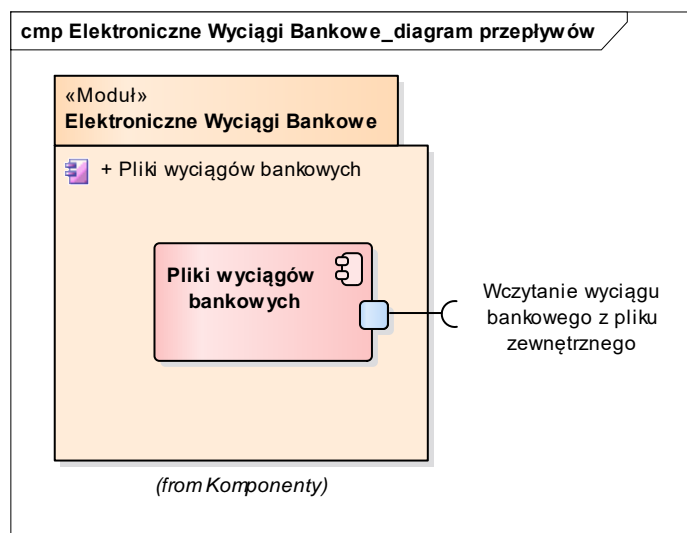 cmp Elektroniczne Wyciągi Bankowe_diagram przepływów
«Moduł»
Elektroniczne Wyciągi Bankowe
+ Pliki wyciągów bankowych
Pliki wyciągów
bankowych
Wczytanie wyciągu
bankowego z pliku
zewnętrznego
(from Komponenty)